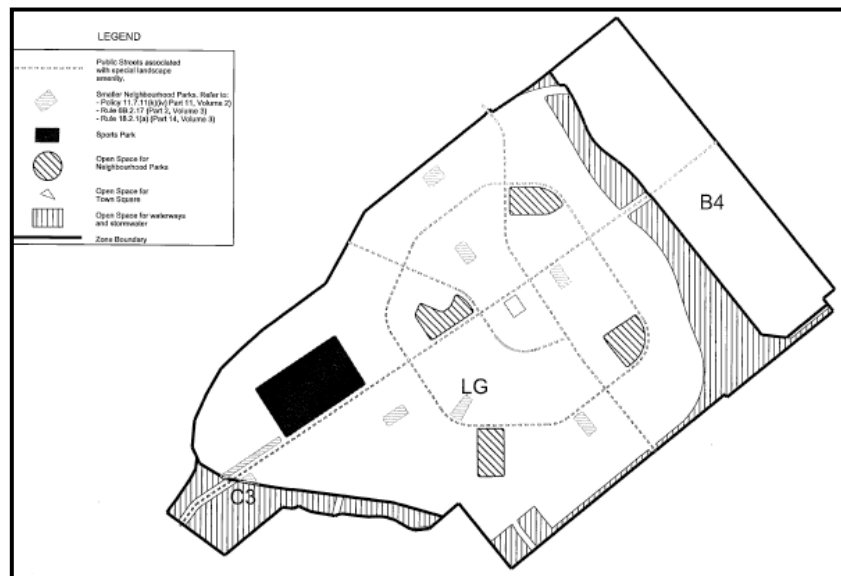 LEGEND
Public Streets associated
with special landscape
amenity.
Smaller Neighbourhood Parks. Refer to:
- Policy 11.7.11(k)(iv) Part 11, Volume 2)
- Rule 8B.2.17 (Part 2, Volume 3)
- Rule 18.2.1(a) (Part 14, Volume 3)
Sports Park
Open Space for
Neighbourhood Parks
Open Space for
Town Square
Open Space for waterways
and stormwater
Zone Boundary
B4
LG
C3